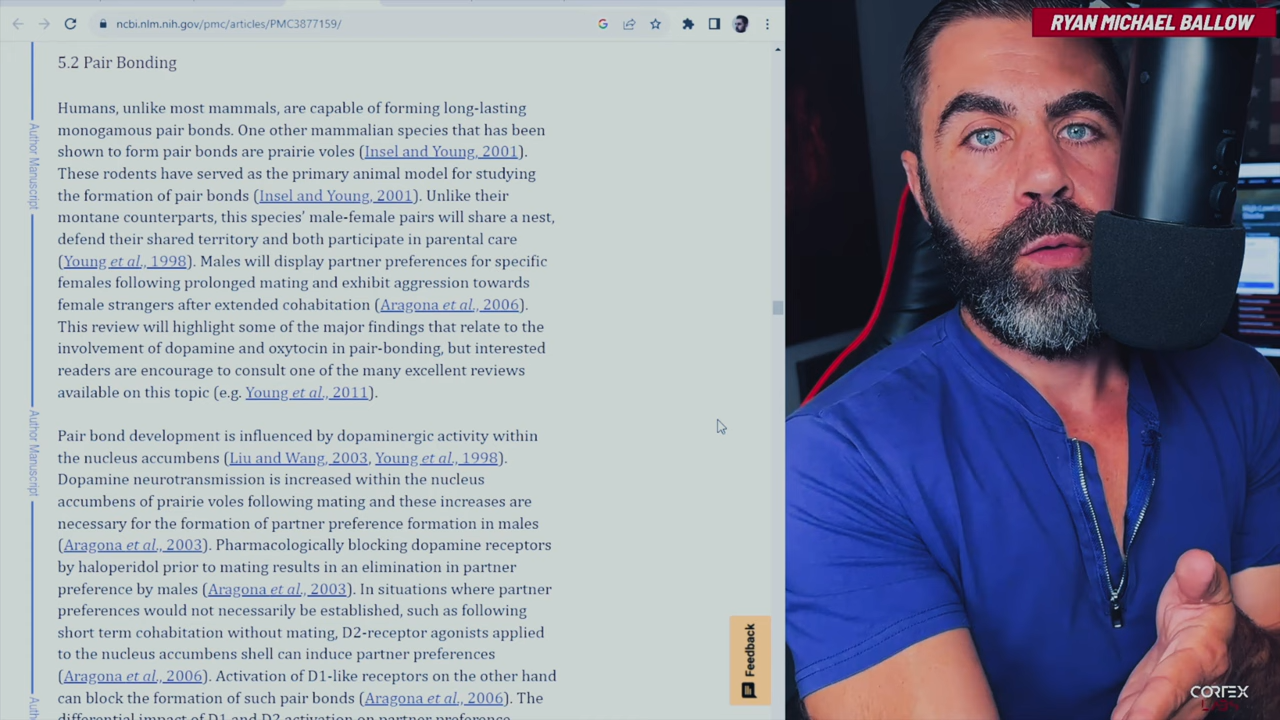 ncbi.nlm.nih.gov/pmc/articles/PMC3877159/
RYAN MICHAEL BALLOW
5.2 Pair Bonding
Humans, unlike most mammals, are capable of forming long-lasting
monogamous pair bonds. One other mammalian species that has been
shown to form pair bonds are prairie voles (Insel and Young, 2001).
These rodents have served as the primary animal model for studying
the formation of pair bonds (Insel and Young, 2001). Unlike their
montane counterparts, this species' male-female pairs will share a nest,
defend their shared territory and both participate in parental care
(Young et al., 1998). Males will display partner preferences for specific
females following prolonged mating and exhibit aggression towards
female strangers after extended cohabitation (Aragona et al., 2006).
This review will highlight some of the major findings that relate to the
involvement of dopamine and oxytocin in pair-bonding, but interested
readers are encourage to consult one of the many excellent reviews
available on this topic (e.g. Young et al., 2011).
Pair bond development is influenced by dopaminergic activity within
the nucleus accumbens (Liu and Wang, 2003, Young et al., 1998).
Dopamine neurotransmission is increased within the nucleus
accumbens of prairie voles following mating and these increases are
necessary for the formation of partner preference formation in males
(Aragona et al., 2003). Pharmacologically blocking dopamine receptors
by haloperidol prior to mating results in an elimination in partner
preference by males (Aragona et al., 2003). In situations where partner
preferences would not necessarily be established, such as following
short term cohabitation without mating, D2-receptor agonists applied
to the nucleus accumbens shell can induce partner preferences
(Aragona et al., 2006). Activation of D1-like receptors on the other hand
can block the formation of such pair bonds (Aragona et al., 2006). The
differential impact of D1 and D2 activation on partner preference
Author Manuscript
Author Manuscript
Feedback
CORTEX